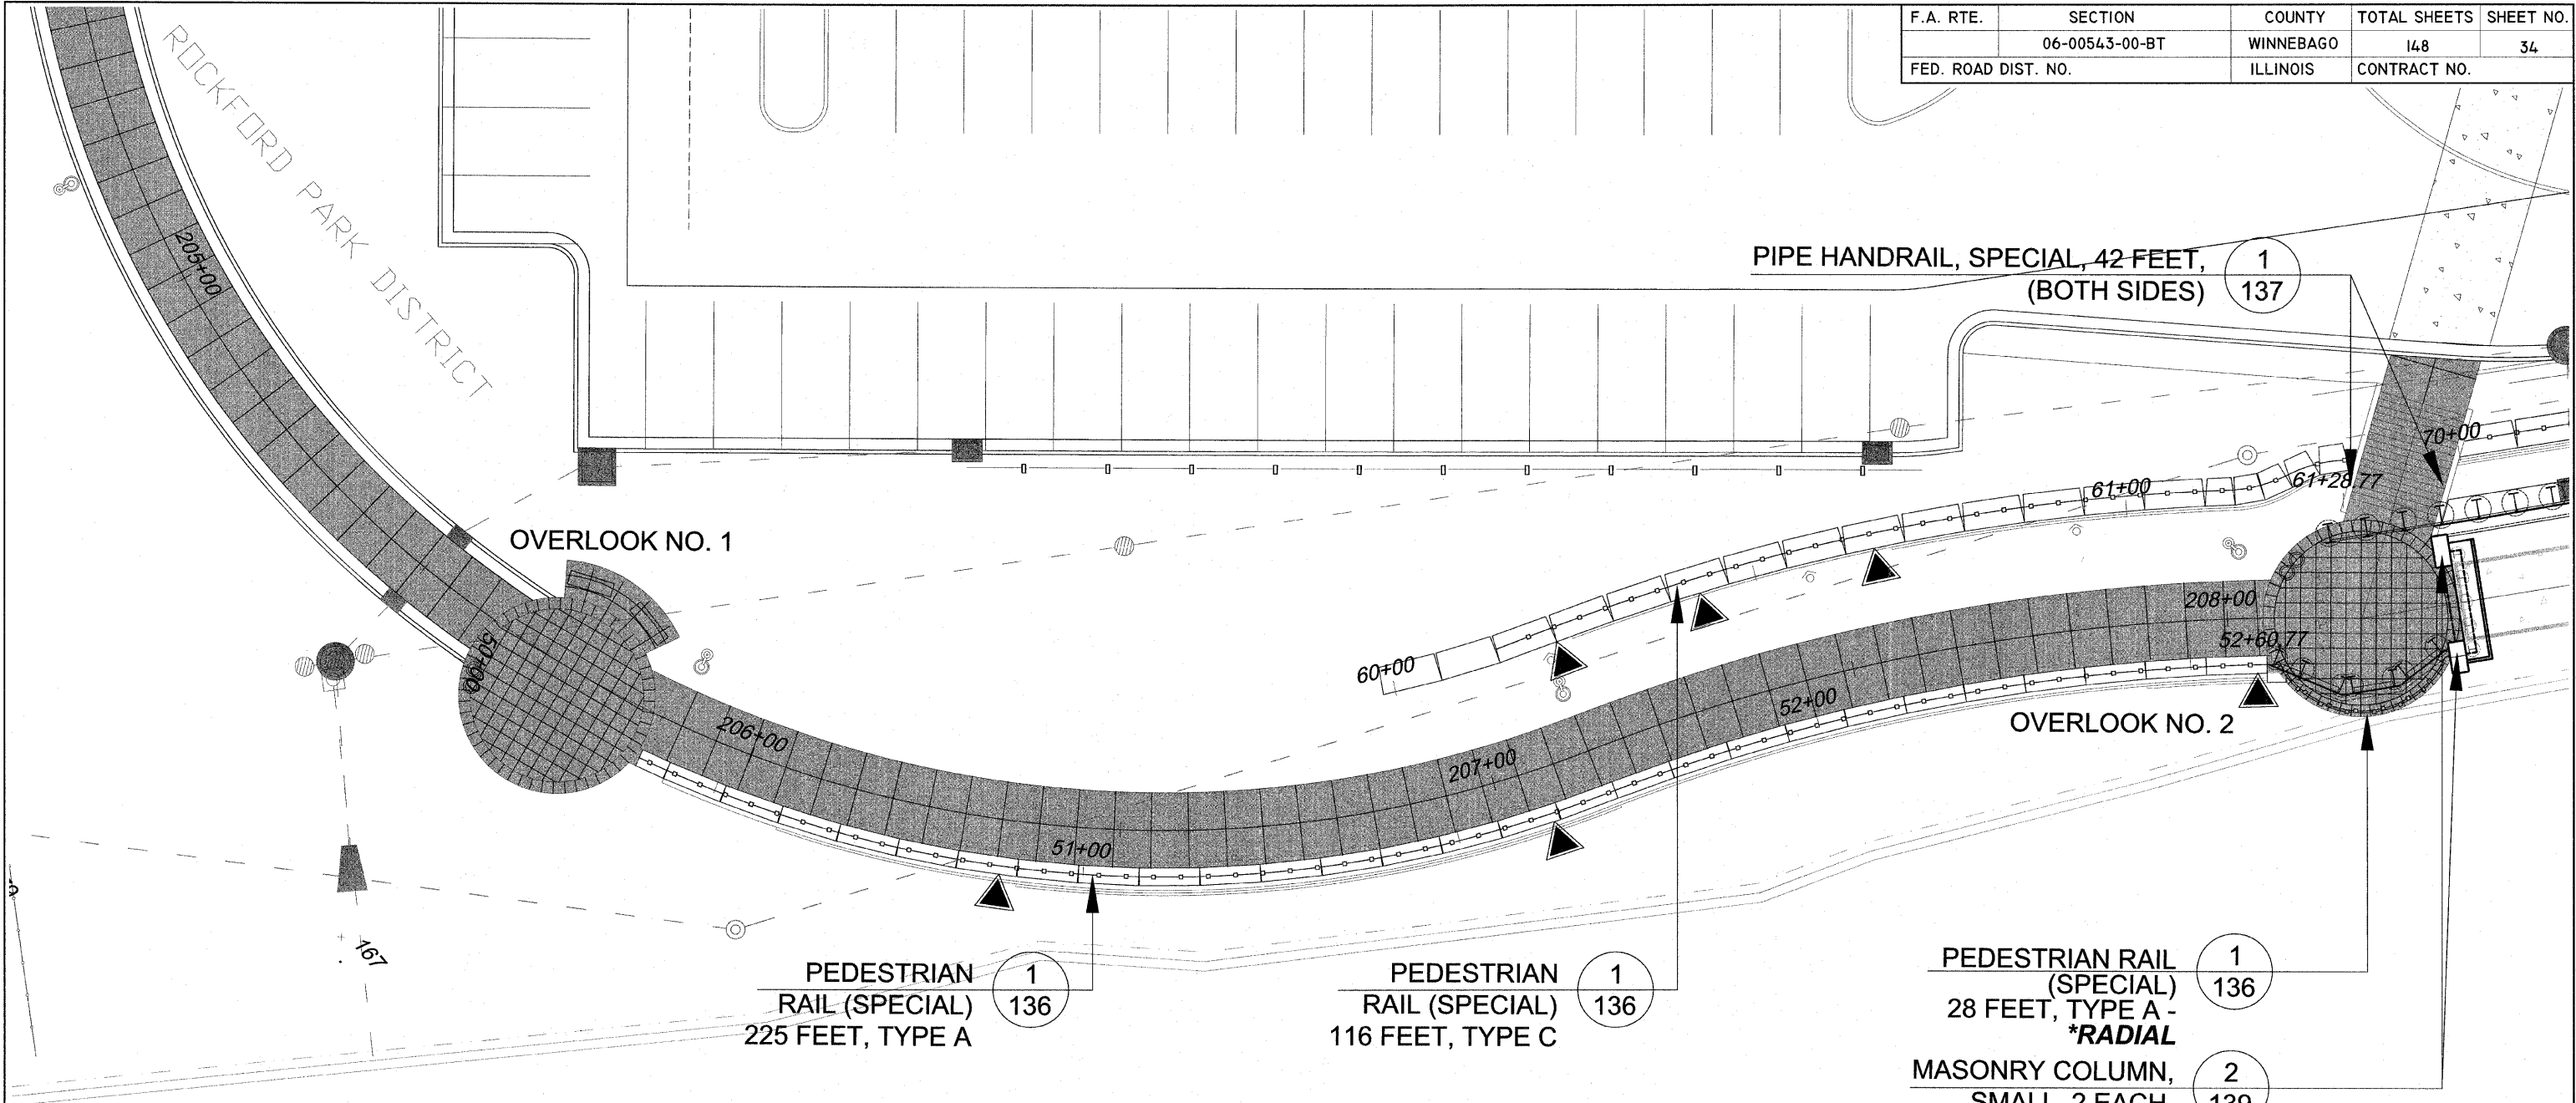 F.A. RTE. SECTION COUNTY TOTAL SHEETS SHEET NO.
06-00543-00-BT WINNEBAGO 148 34
FED. ROAD DIST. NO. ILLINOIS CONTRACT NO.
ROCKFORD PARK DISTRICT
205+00
PIPE HANDRAIL, SPECIAL, 42 FEET,
(BOTH SIDES)
1
137
70+00
61+00
61+28.77
OVERLOOK NO. 1
50+00
60+00
208+00
52+60.77
206+00
52+00
OVERLOOK NO. 2
207+00
51+00
167
PEDESTRIAN
RAIL (SPECIAL)
225 FEET, TYPE A
1
136
PEDESTRIAN
RAIL (SPECIAL)
116 FEET, TYPE C
1
136
PEDESTRIAN RAIL
(SPECIAL)
28 FEET, TYPE A -
*RADIAL
1
136
MASONRY COLUMN,
SMALL, 2 EACH
2
139